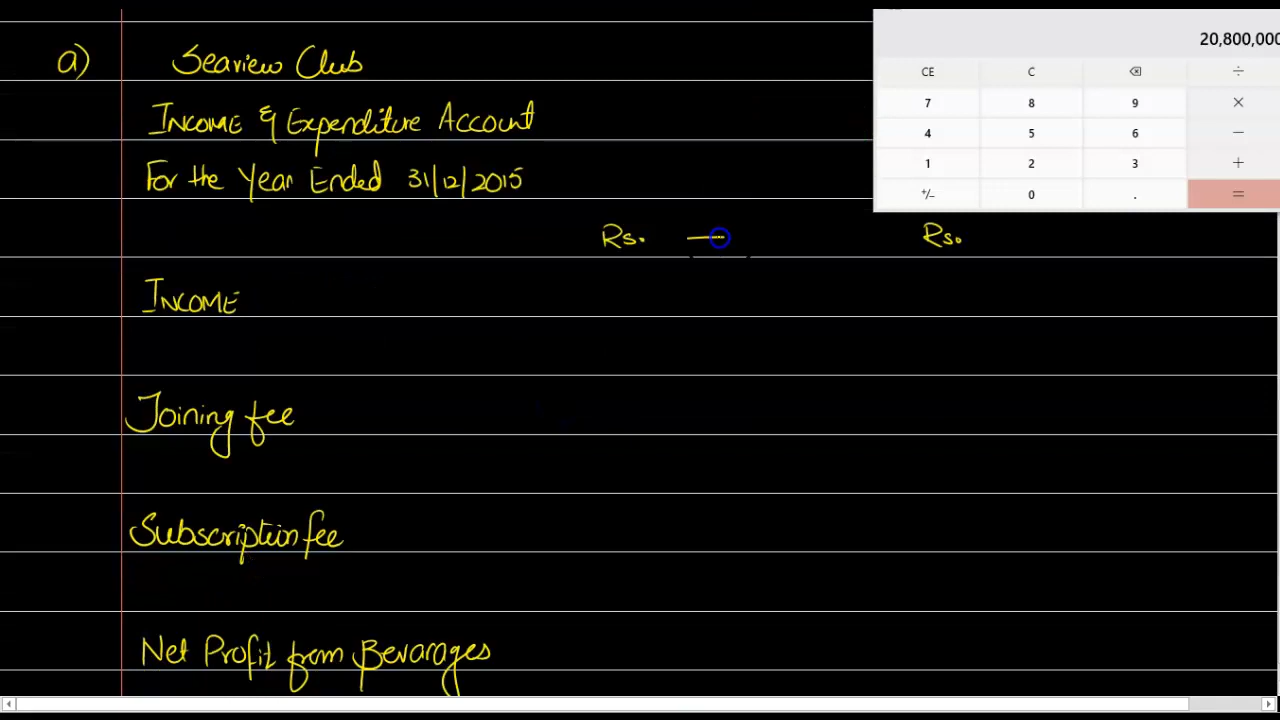 20,800,000
CE C ⌫ ÷
7 8 9 ×
4 5 6 −
1 2 3 +
+/− 0 . =
a) Seaview Club
INCOME & Expenditure Account
For the Year Ended 31/12/2015
Rs. — Rs.
INCOME
Joining fee
Subscription fee
Net Profit from Bevarages